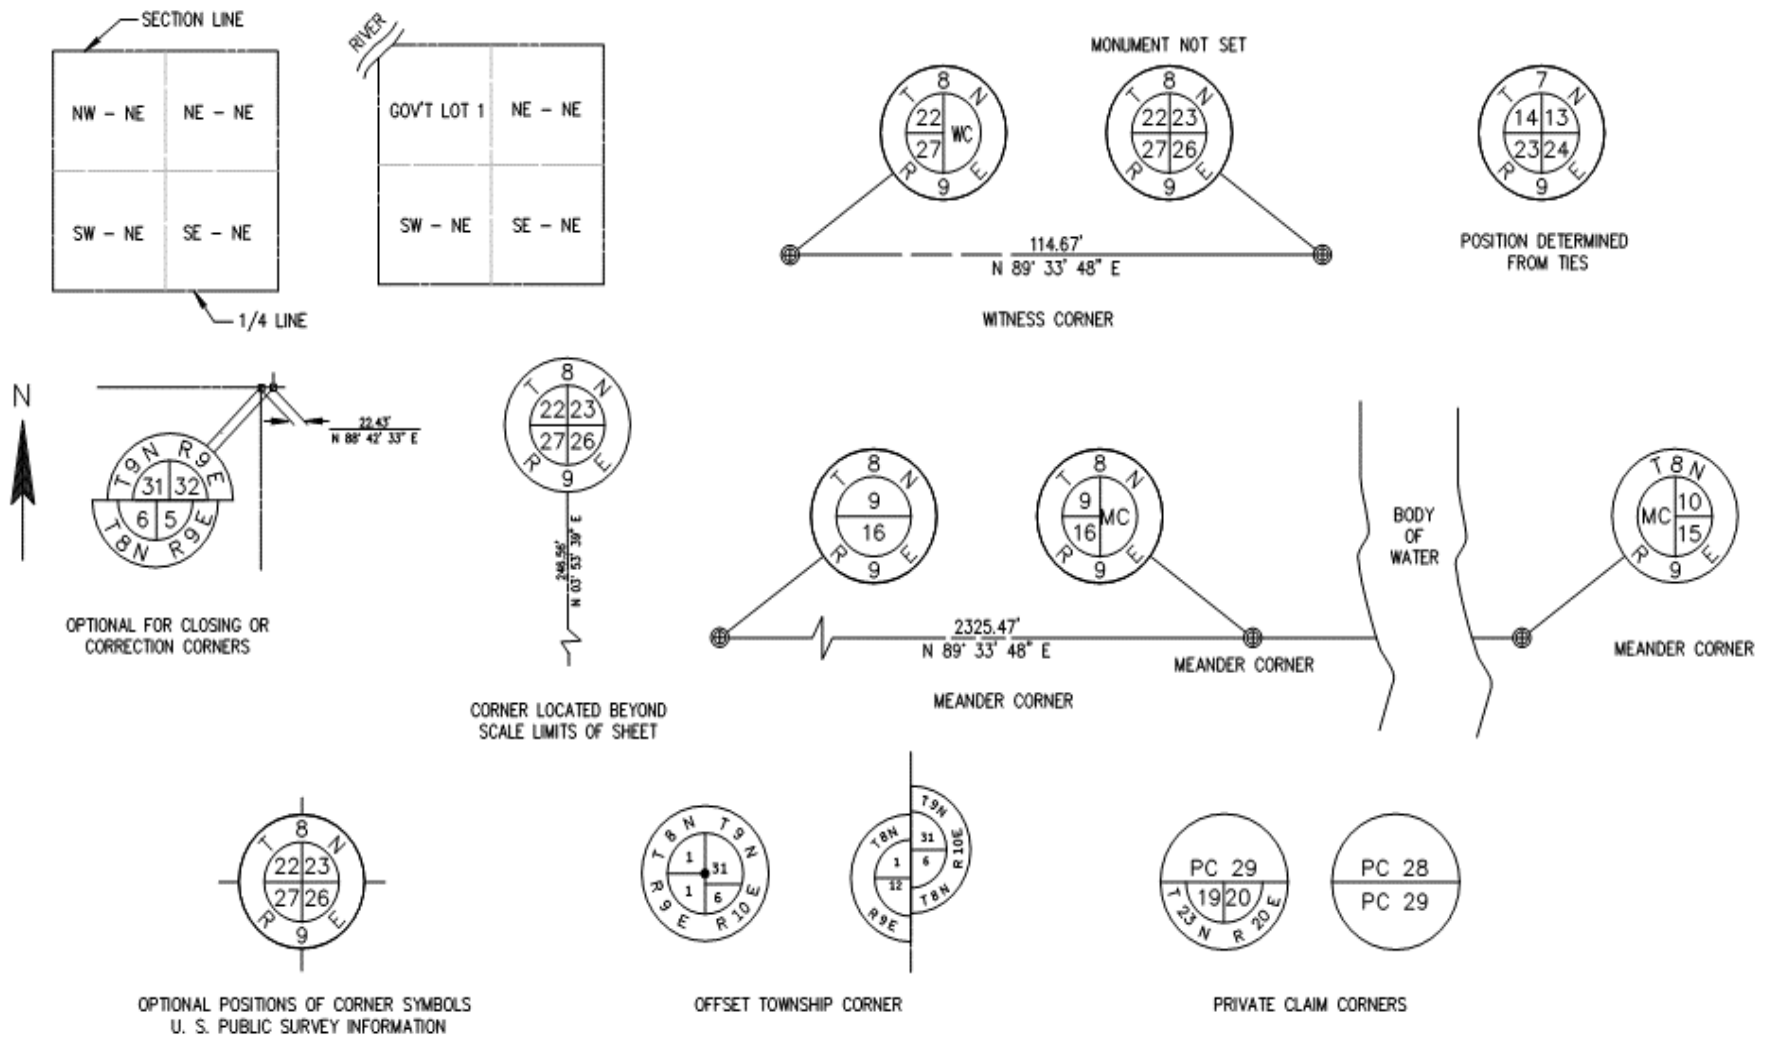 SECTION LINE
NW - NE
NE - NE
SW - NE
SE - NE
1/4 LINE
RIVER
GOV'T LOT 1
NE - NE
SW - NE
SE - NE
T 8 N
22
WC
27
R 9 E
MONUMENT NOT SET
T 8 N
22 23
27 26
R 9 E
114.67'
N 89° 33' 48" E
WITNESS CORNER
T 7 N
14 13
23 24
R 9 E
POSITION DETERMINED
FROM TIES
N
22.43'
N 88° 42' 33" E
T9N R9E
31 32
6 5
T8N R9E
OPTIONAL FOR CLOSING OR
CORRECTION CORNERS
T 8 N
22 23
27 26
R 9 E
246.56'
N 03° 53' 39" E
CORNER LOCATED BEYOND
SCALE LIMITS OF SHEET
T 8 N
9
16
R 9 E
T 8 N
9
MC
16
R 9 E
2325.47'
N 89° 33' 48" E
MEANDER CORNER
MEANDER CORNER
BODY
OF
WATER
T 8 N
MC
10
15
R 9 E
MEANDER CORNER
T 8 N
22 23
27 26
R 9 E
OPTIONAL POSITIONS OF CORNER SYMBOLS
U. S. PUBLIC SURVEY INFORMATION
T 8 N T 9 N
1
31
1
6
R 9 E R 10 E
T8N
1
12
R9E
T9N
31
6
R 10E
T8N
OFFSET TOWNSHIP CORNER
PC 29
19 20
T 23 N R 20 E
PC 28
PC 29
PRIVATE CLAIM CORNERS